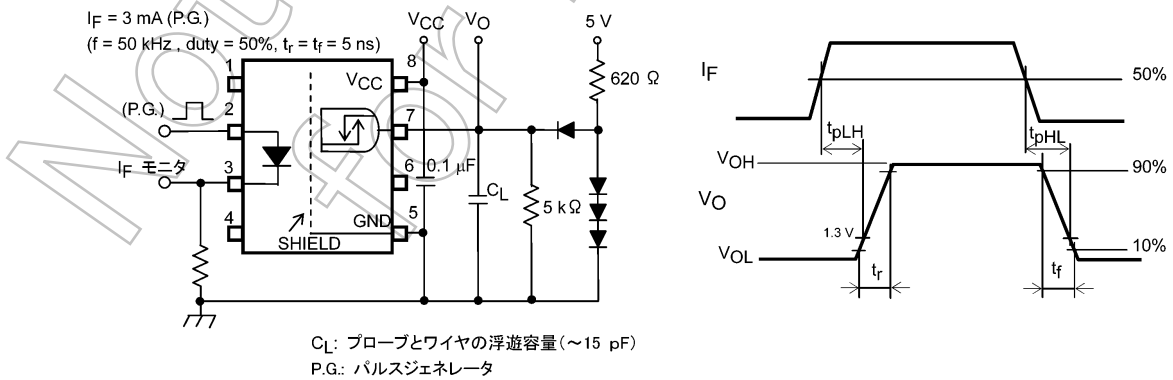 Not
for
IF = 3 mA (P.G.)
(f = 50 kHz , duty = 50%, tr = tf = 5 ns)
VCC
VO
5 V
1
8
VCC
620 Ω
(P.G.)
2
7
IF モニタ
3
6
0.1 μF
CL
5 kΩ
4
GND
5
SHIELD
CL: プローブとワイヤの浮遊容量(~15 pF)
P.G.: パルスジェネレータ
IF
50%
tpLH
tpHL
VOH
90%
VO
1.3 V
10%
VOL
tr
tf